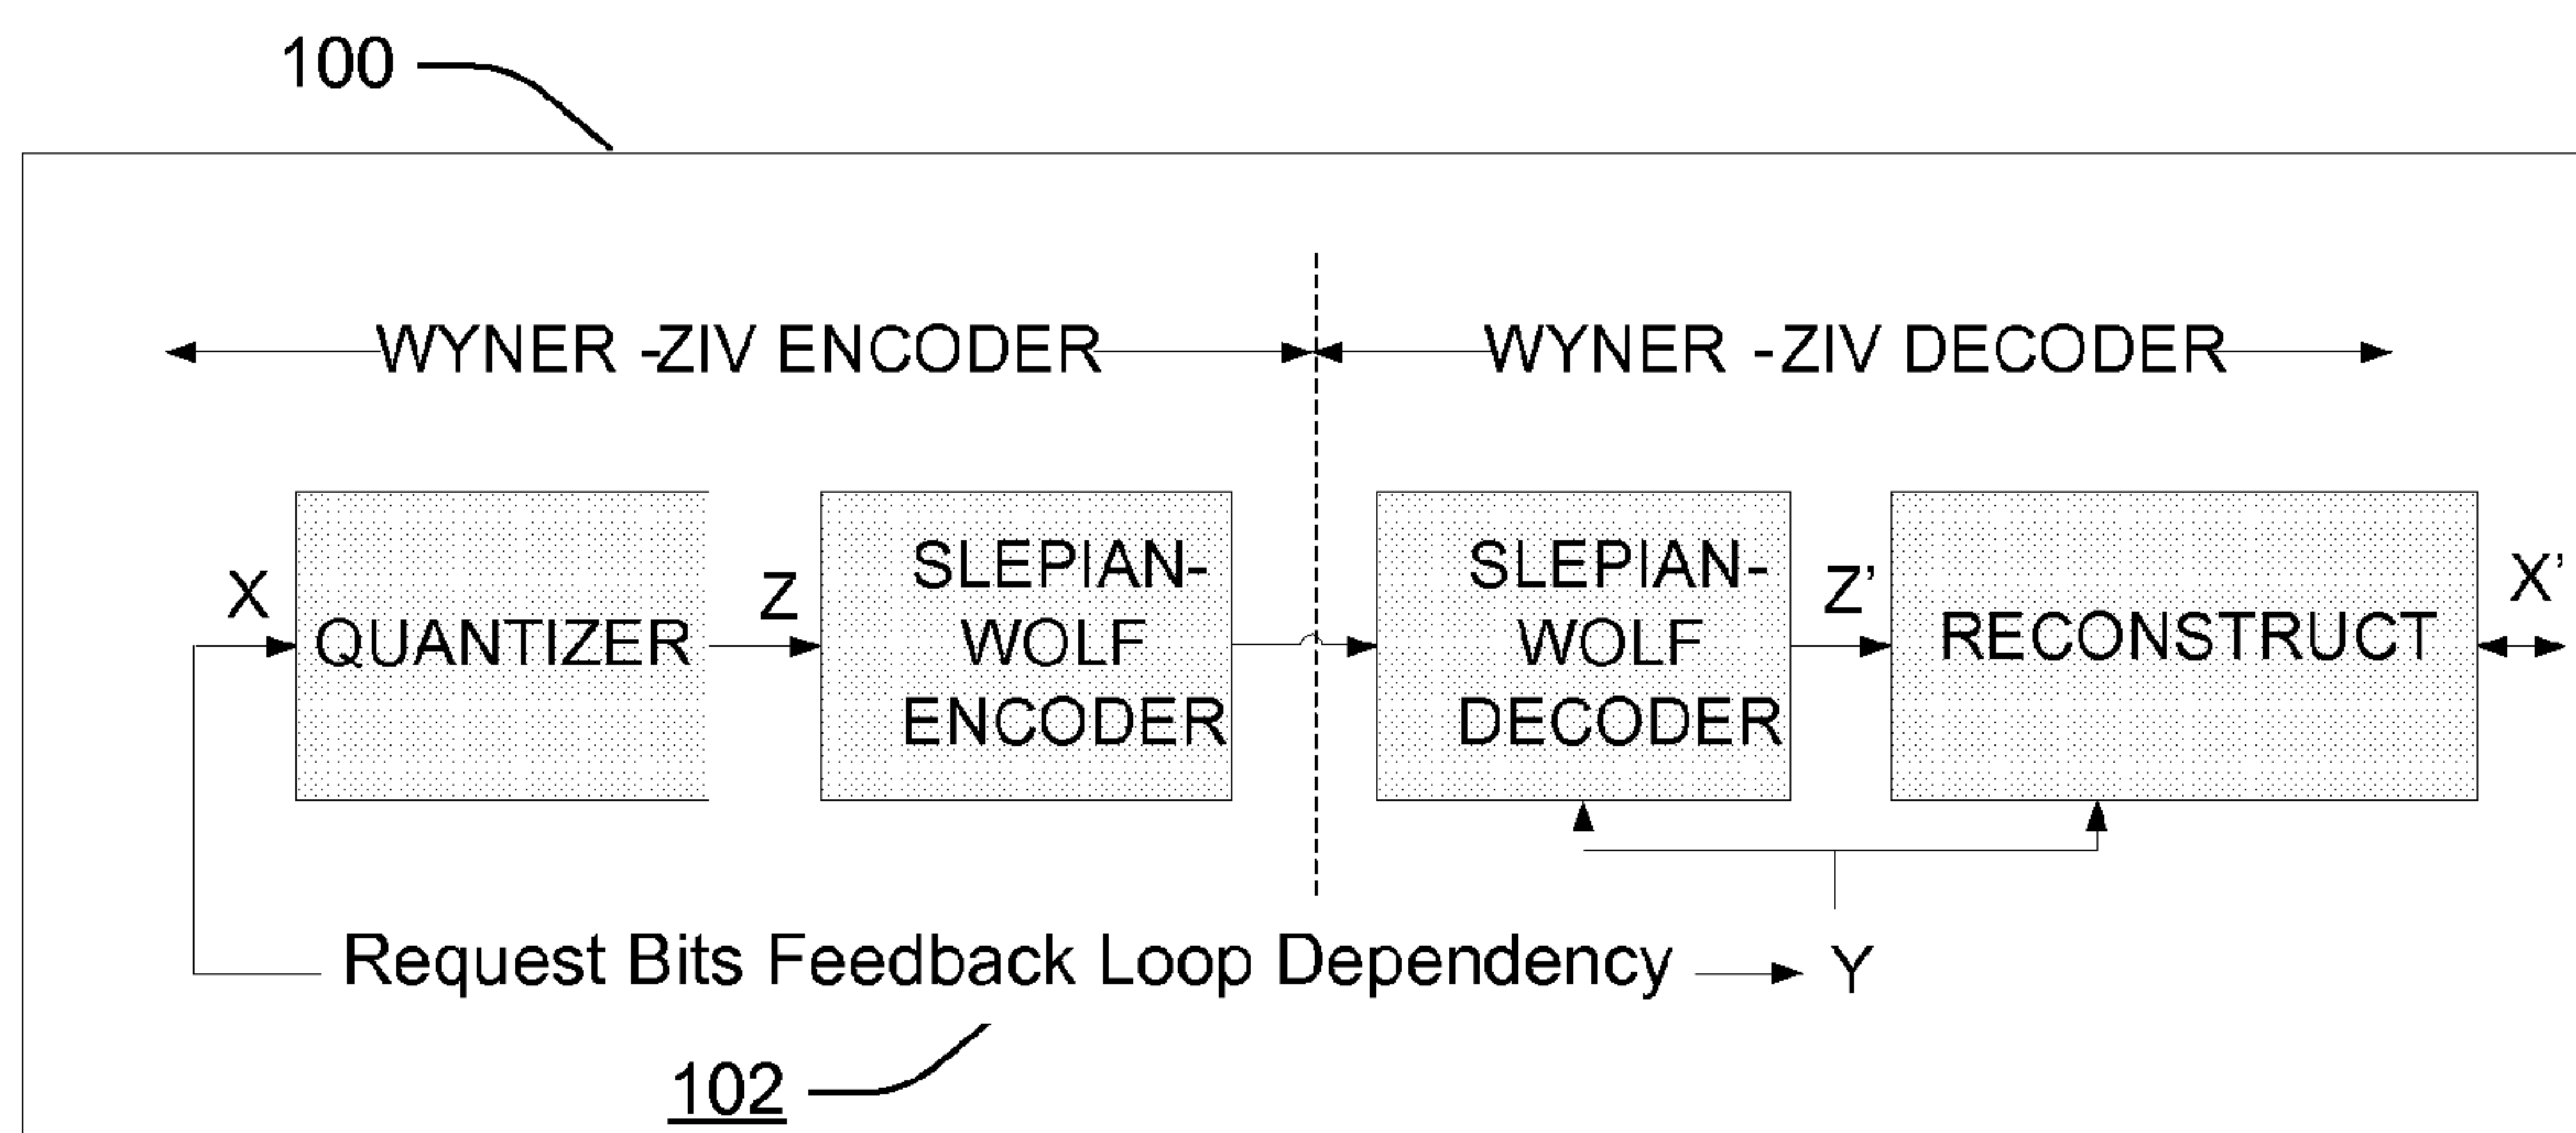 100
WYNER -ZIV ENCODER
WYNER -ZIV DECODER
X
QUANTIZER
Z
SLEPIAN-
WOLF
ENCODER
SLEPIAN-
WOLF
DECODER
Z’
RECONSTRUCT
X’
Request Bits Feedback Loop Dependency
Y
102